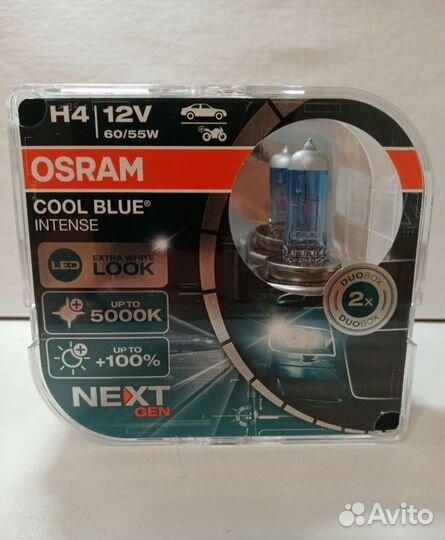 H4 12V
60/55W
OSRAM
COOL BLUE®
INTENSE
LED EXTRA WHITE LOOK
UP TO 5000K
UP TO +100%
NEXT
GEN
DUOBOX
2x
DUOBOX
Avito